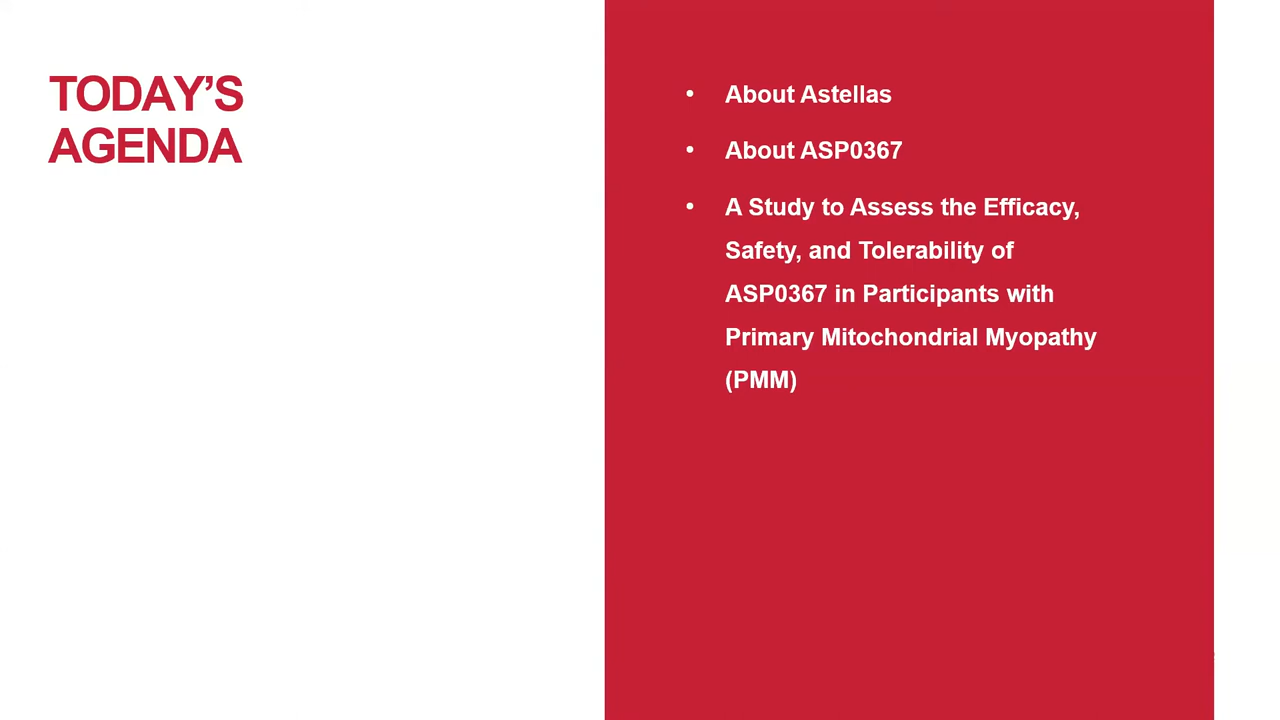 TODAY’S
AGENDA
• About Astellas
• About ASP0367
• A Study to Assess the Efficacy,
Safety, and Tolerability of
ASP0367 in Participants with
Primary Mitochondrial Myopathy
(PMM)